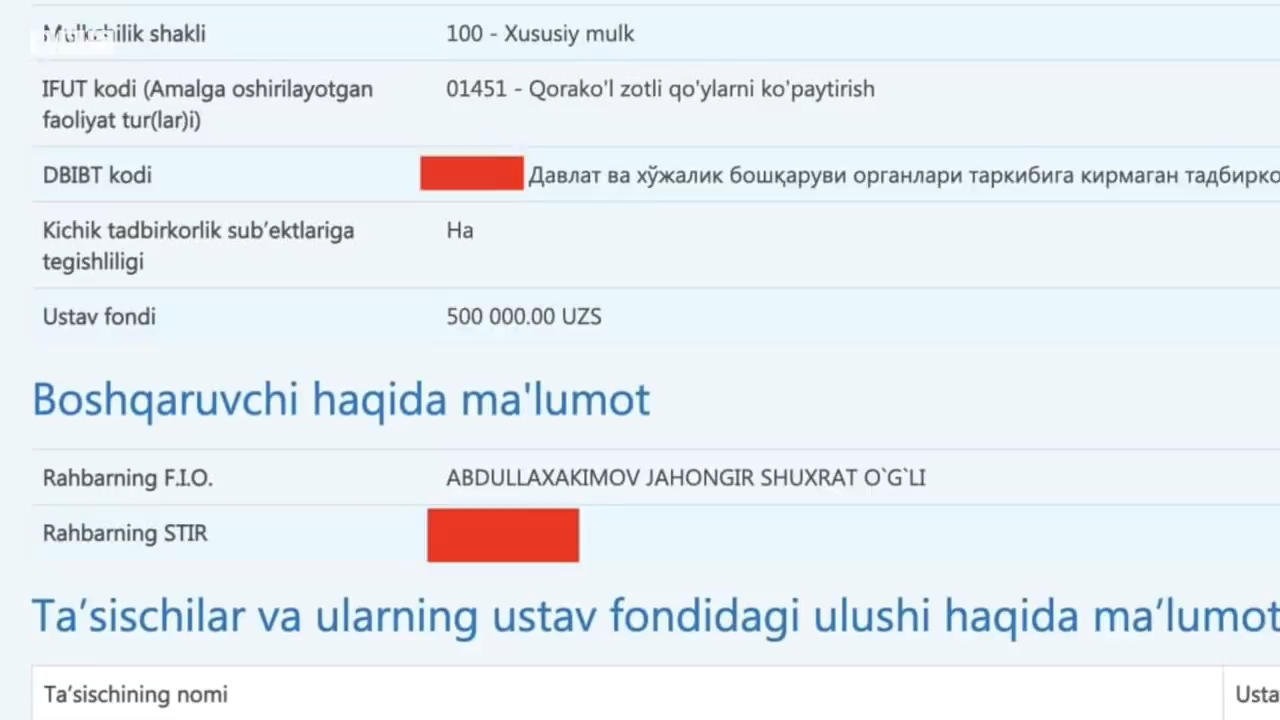 Mulkchilik shakli 100 - Xususiy mulk
IFUT kodi (Amalga oshirilayotgan 01451 - Qorako'l zotli qo'ylarni ko'paytirish
faoliyat tur(lar)i)
DBIBT kodi Давлат ва хўжалик бошқаруви органлари таркибига кирмаган тадбирко
Kichik tadbirkorlik sub’ektlariga Ha
tegishliligi
Ustav fondi 500 000.00 UZS
Boshqaruvchi haqida ma'lumot
Rahbarning F.I.O. ABDULLAXAKIMOV JAHONGIR SHUXRAT O`G`LI
Rahbarning STIR
Ta’sischilar va ularning ustav fondidagi ulushi haqida ma’lumot
Ta’sischining nomi Usta